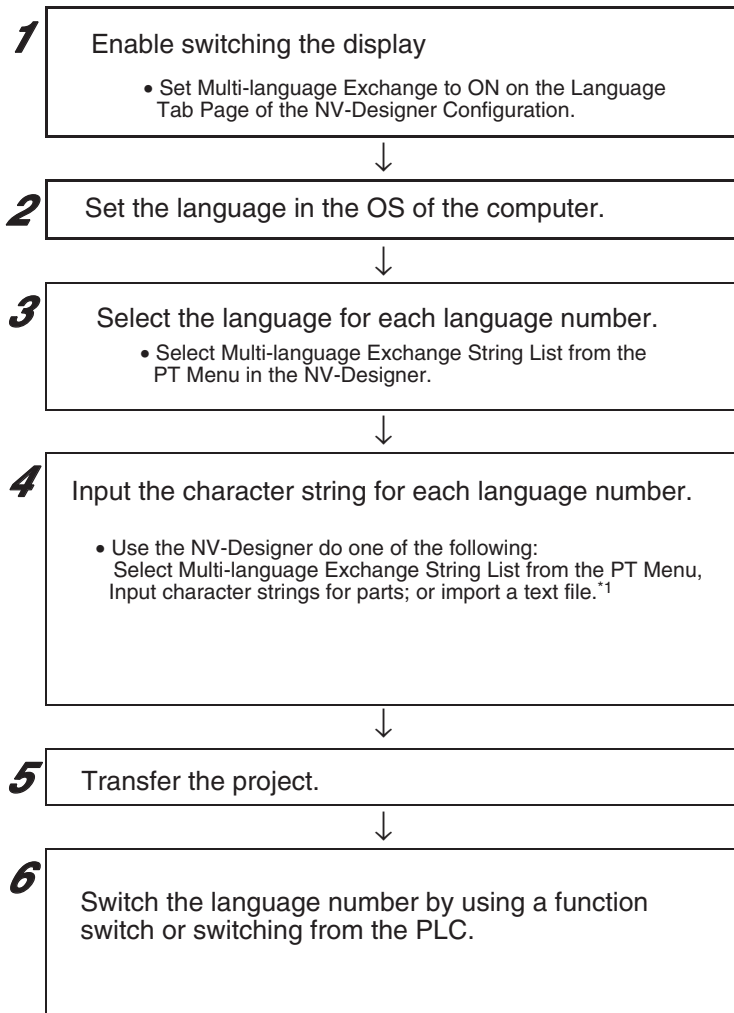 1
Enable switching the display
• Set Multi-language Exchange to ON on the Language
Tab Page of the NV-Designer Configuration.
↓
2
Set the language in the OS of the computer.
↓
3
Select the language for each language number.
• Select Multi-language Exchange String List from the
PT Menu in the NV-Designer.
↓
4
Input the character string for each language number.
• Use the NV-Designer do one of the following:
Select Multi-language Exchange String List from the PT Menu,
Input character strings for parts; or import a text file.*1
↓
5
Transfer the project.
↓
6
Switch the language number by using a function
switch or switching from the PLC.